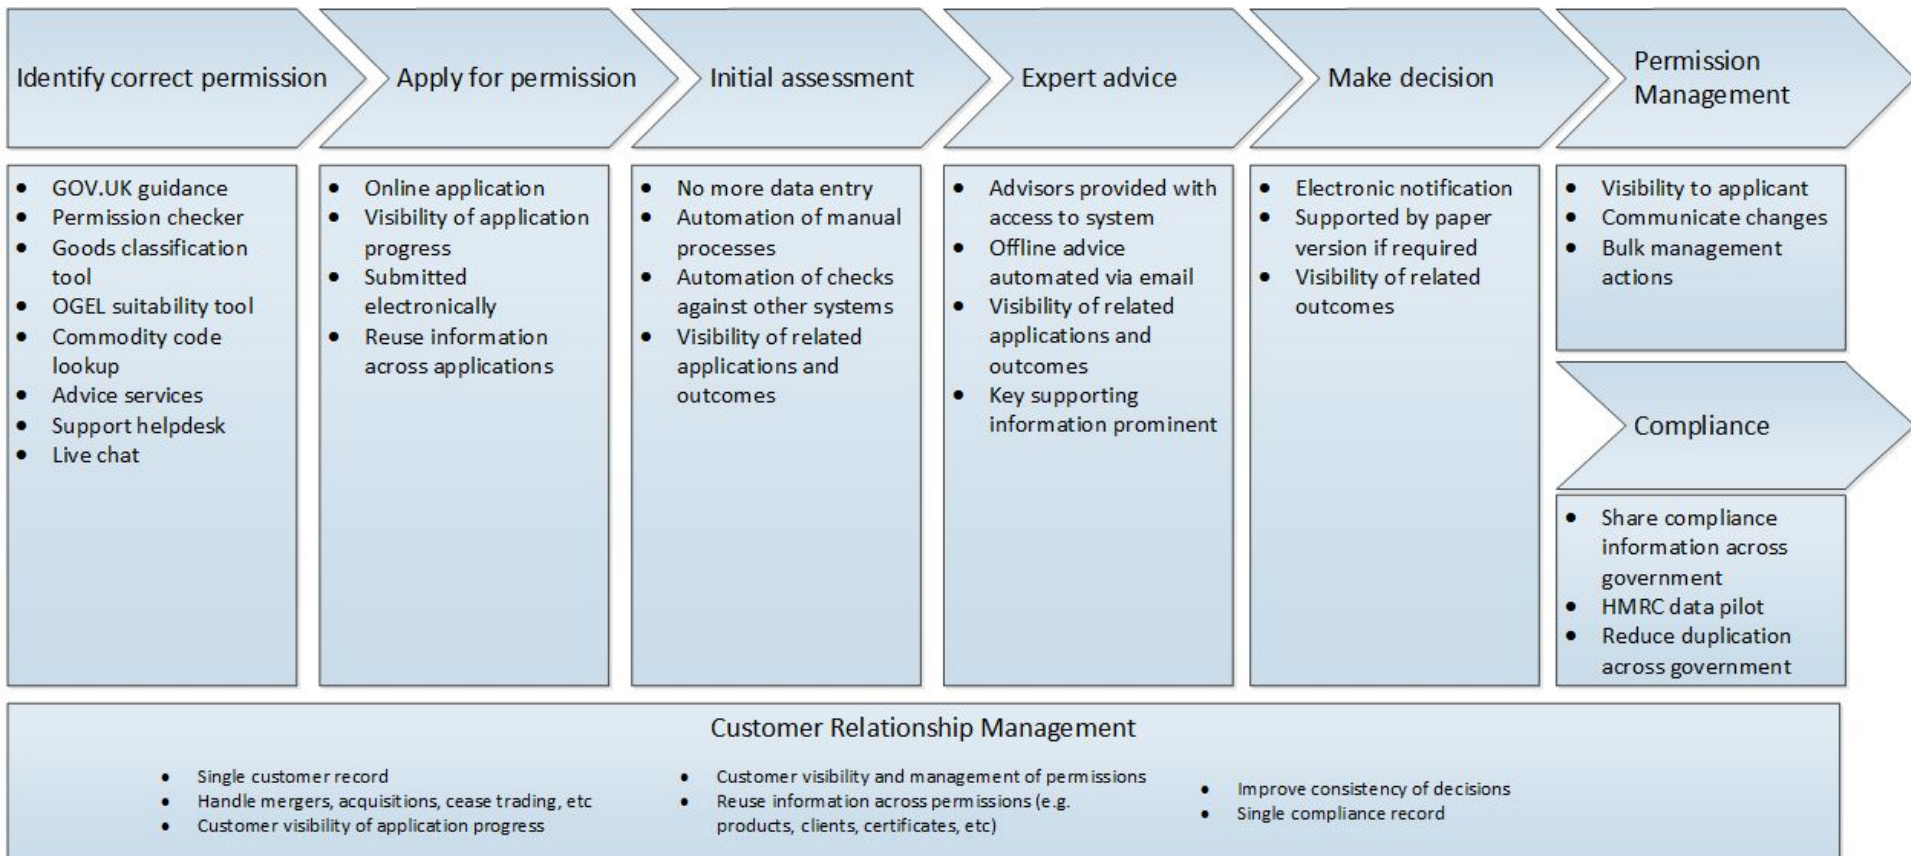 Identify correct permission
Apply for permission
Initial assessment
Expert advice
Make decision
Permission
Management
• GOV.UK guidance
• Permission checker
• Goods classification
tool
• OGEL suitability tool
• Commodity code
lookup
• Advice services
• Support helpdesk
• Live chat
• Online application
• Visibility of application
progress
• Submitted
electronically
• Reuse information
across applications
• No more data entry
• Automation of manual
processes
• Automation of checks
against other systems
• Visibility of related
applications and
outcomes
• Advisors provided with
access to system
• Offline advice
automated via email
• Visibility of related
applications and
outcomes
• Key supporting
information prominent
• Electronic notification
• Supported by paper
version if required
• Visibility of related
outcomes
• Visibility to applicant
• Communicate changes
• Bulk management
actions
Compliance
• Share compliance
information across
government
• HMRC data pilot
• Reduce duplication
across government
Customer Relationship Management
• Single customer record
• Handle mergers, acquisitions, cease trading, etc
• Customer visibility of application progress
• Customer visibility and management of permissions
• Reuse information across permissions (e.g.
products, clients, certificates, etc)
• Improve consistency of decisions
• Single compliance record